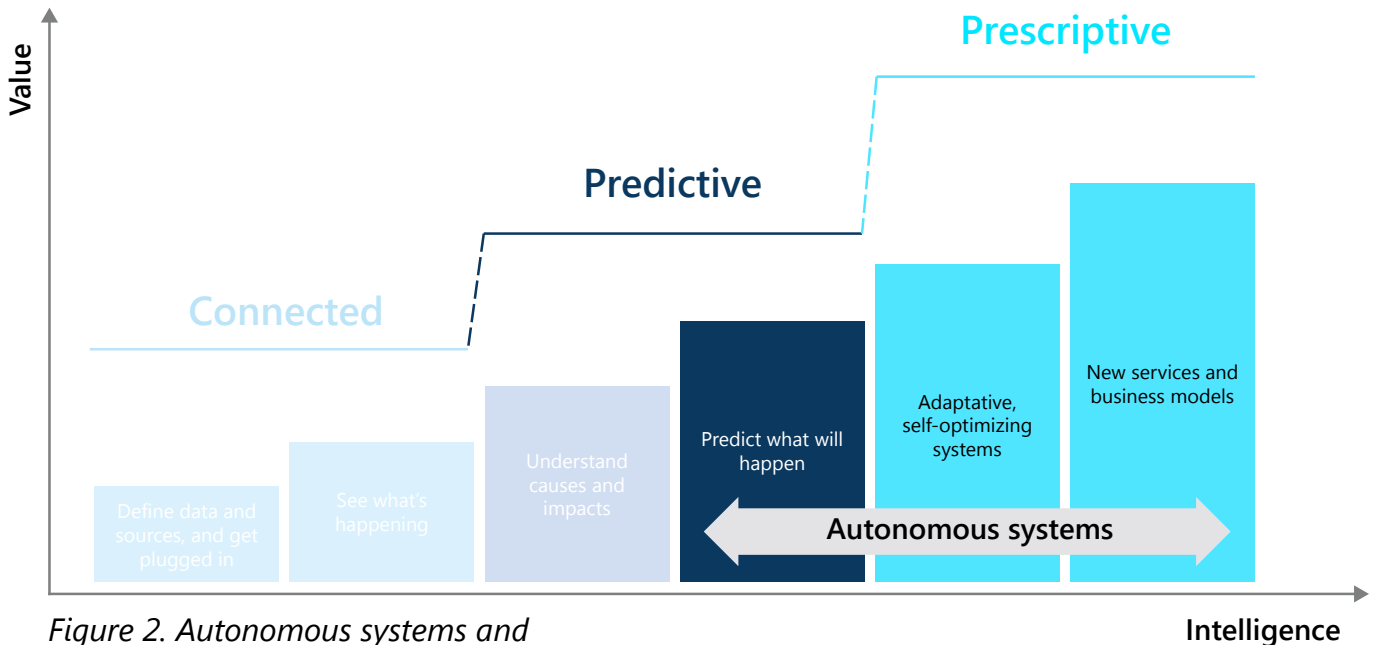 Value
Prescriptive
Predictive
Connected
Define data and
sources, and get
plugged in
See what's
happening
Understand
causes and
impacts
Predict what will
happen
Adaptative,
self-optimizing
systems
New services and
business models
Autonomous systems
Intelligence
Figure 2. Autonomous systems and